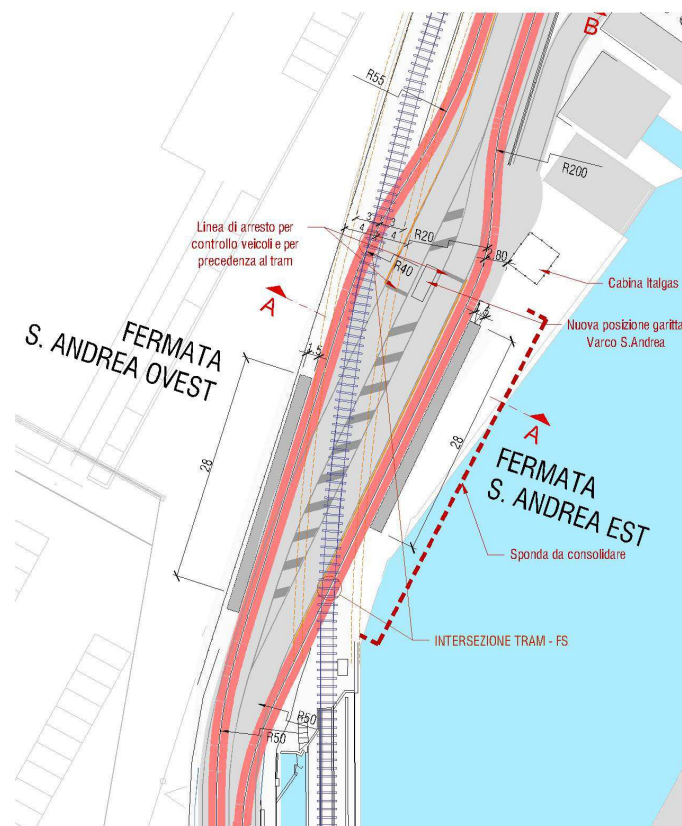 B
R55
R200
3
3
4
4
R20
R40
Linea di arresto per
controllo veicoli e per
precedenza al tram
Cabina Italgas
A
Nuova posizione garitta
Varco S.Andrea
FERMATA
S. ANDREA OVEST
1.5
28
28
A
FERMATA
S. ANDREA EST
Sponda da consolidare
INTERSEZIONE TRAM - FS
R50
R50